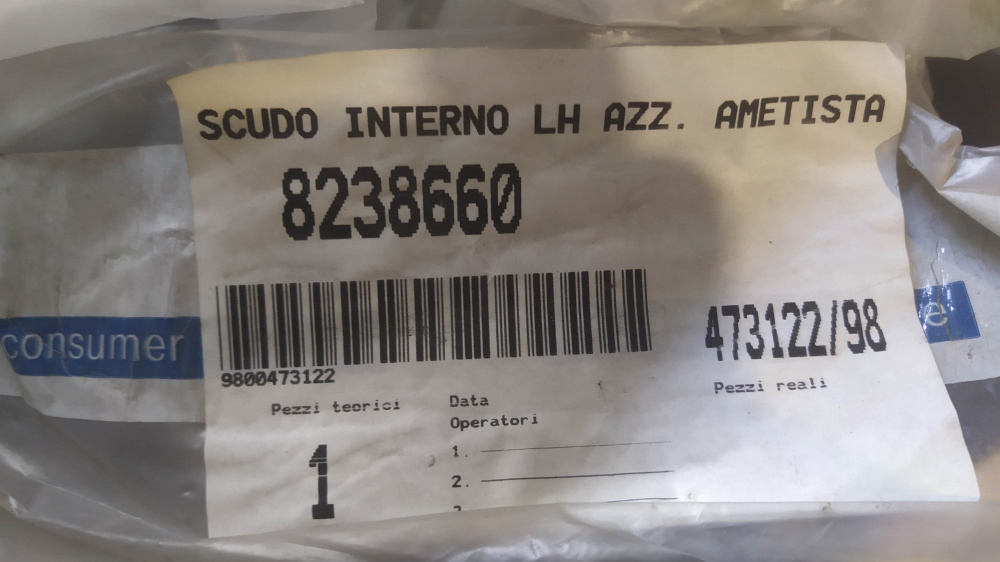 SCUDO INTERNO LH AZZ. AMETISTA
8238660
473122/98
consumer
e
9800473122
Pezzi teorici
Data
Pezzi reali
Operatori
1
1.
2.